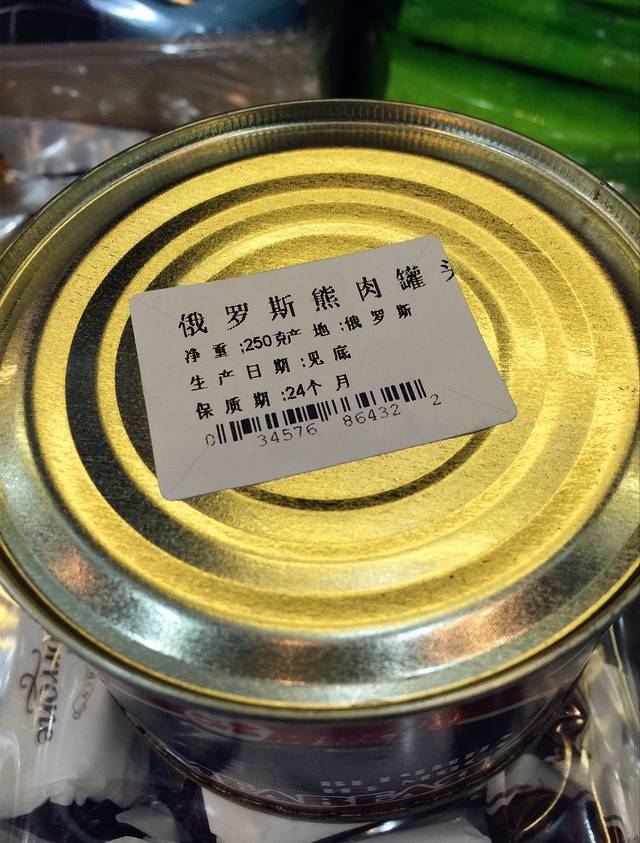 俄罗斯熊肉罐头
净重:250克产地:俄罗斯
生产日期:见底
保质期:24个月
0 34576 86432 2